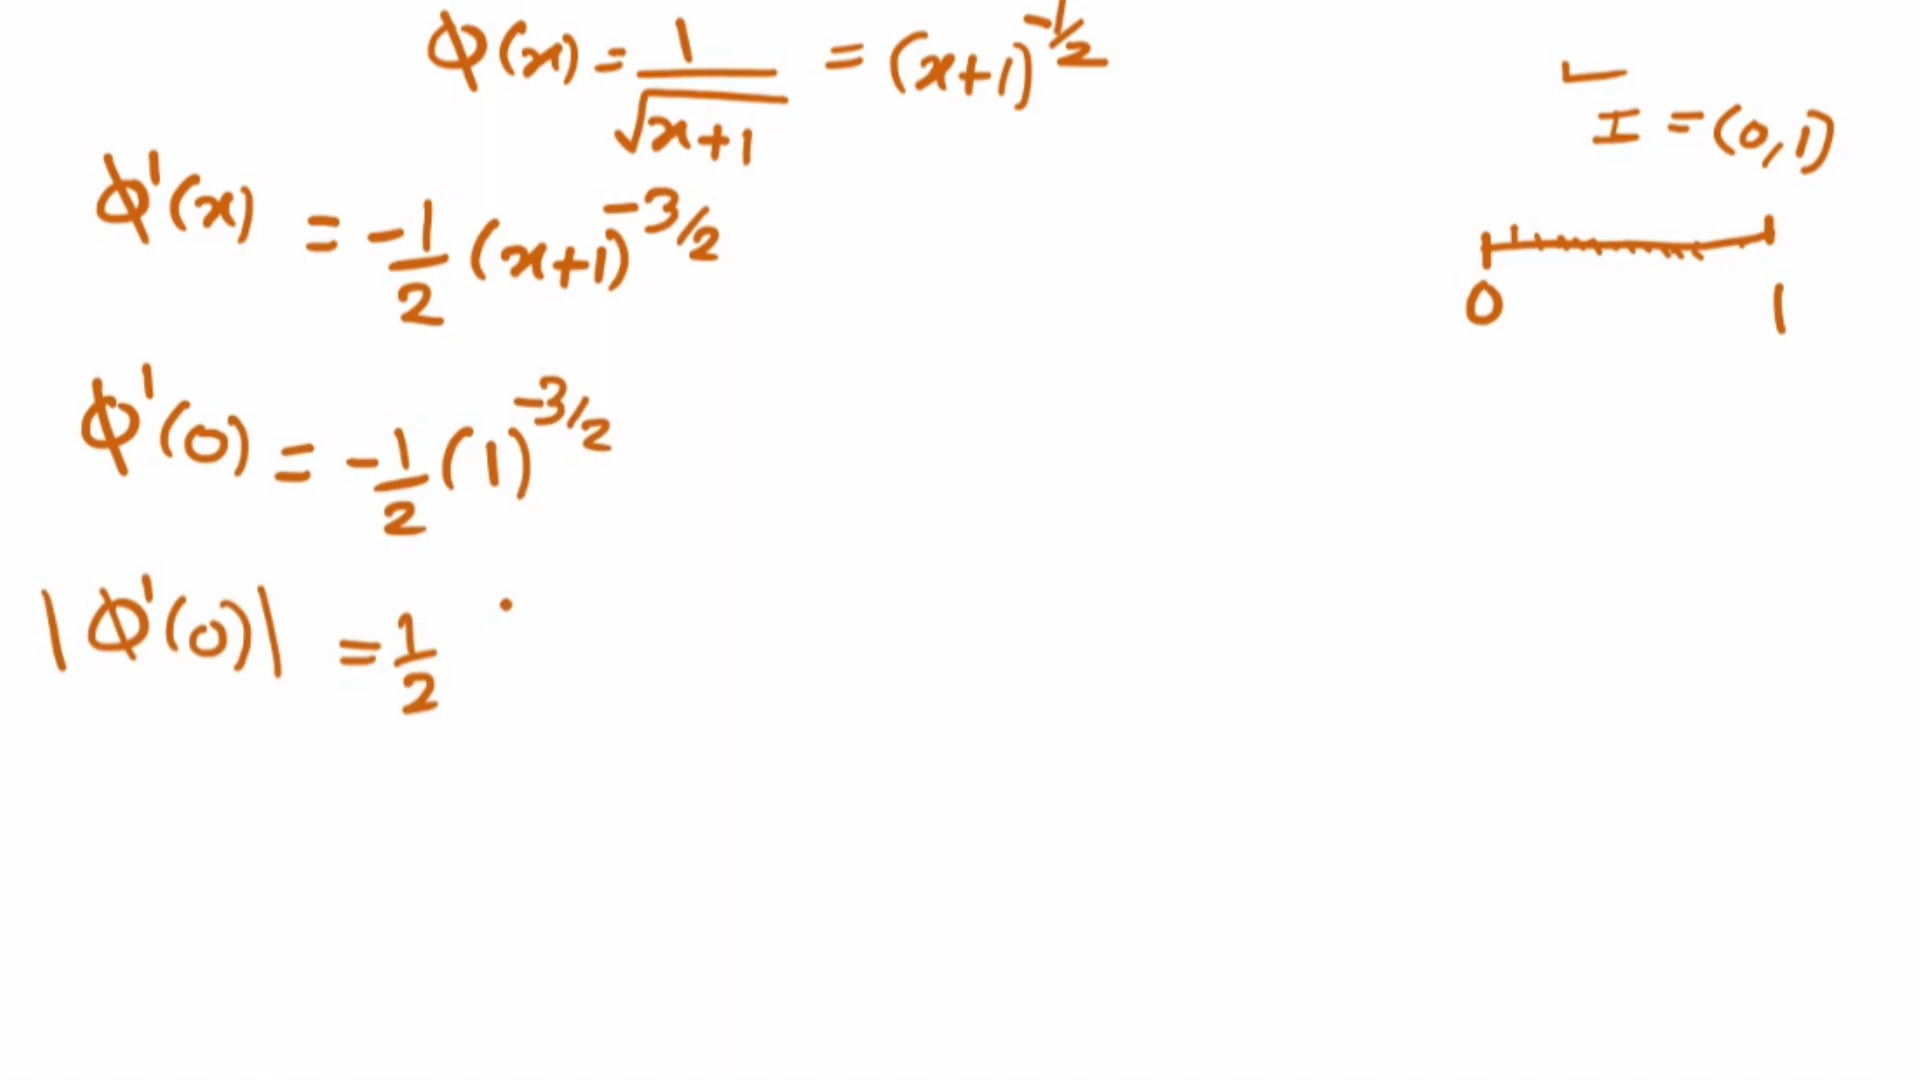 ϕ(x) = 1/√(x+1) = (x+1)^(-1/2)
I = (0, 1)
ϕ'(x) = -1/2 (x+1)^(-3/2)
0 1
ϕ'(0) = -1/2 (1)^(-3/2)
|ϕ'(0)| = 1/2